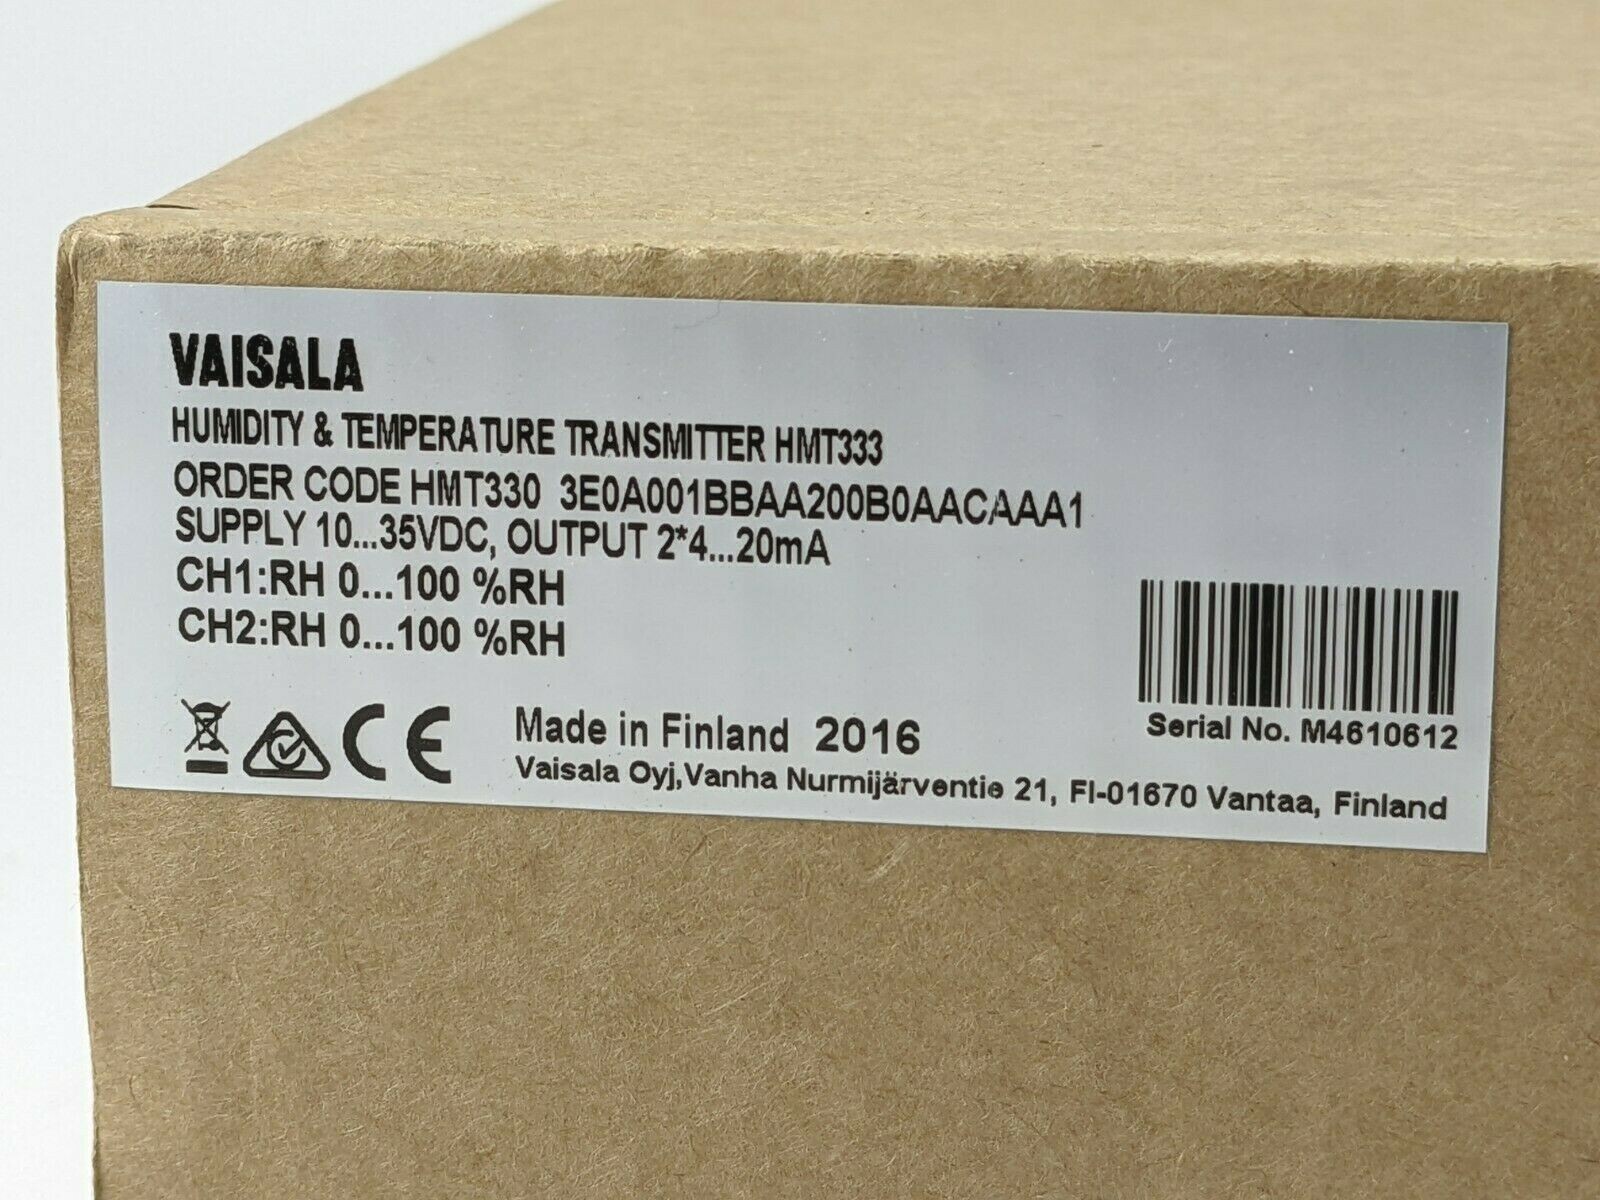 VAISALA
HUMIDITY & TEMPERATURE TRANSMITTER HMT333
ORDER CODE HMT330 3E0A001BBAA200B0AACAAA1
SUPPLY 10...35VDC, OUTPUT 2*4...20mA
CH1:RH 0...100 %RH
CH2:RH 0...100 %RH
Serial No. M4610612
CE Made in Finland 2016
Vaisala Oyj,Vanha Nurmijärventie 21, FI-01670 Vantaa, Finland